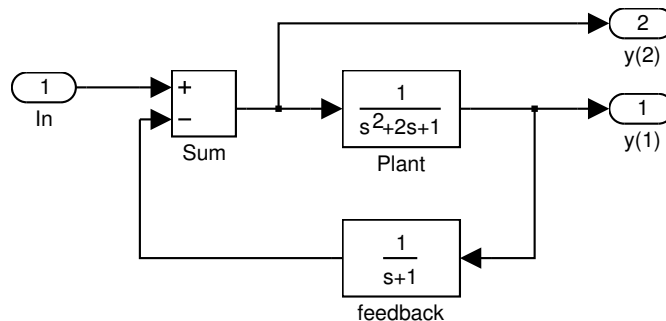 2
y(2)
1
In
+
−
Sum
1
s²+2s+1
Plant
1
y(1)
1
s+1
feedback